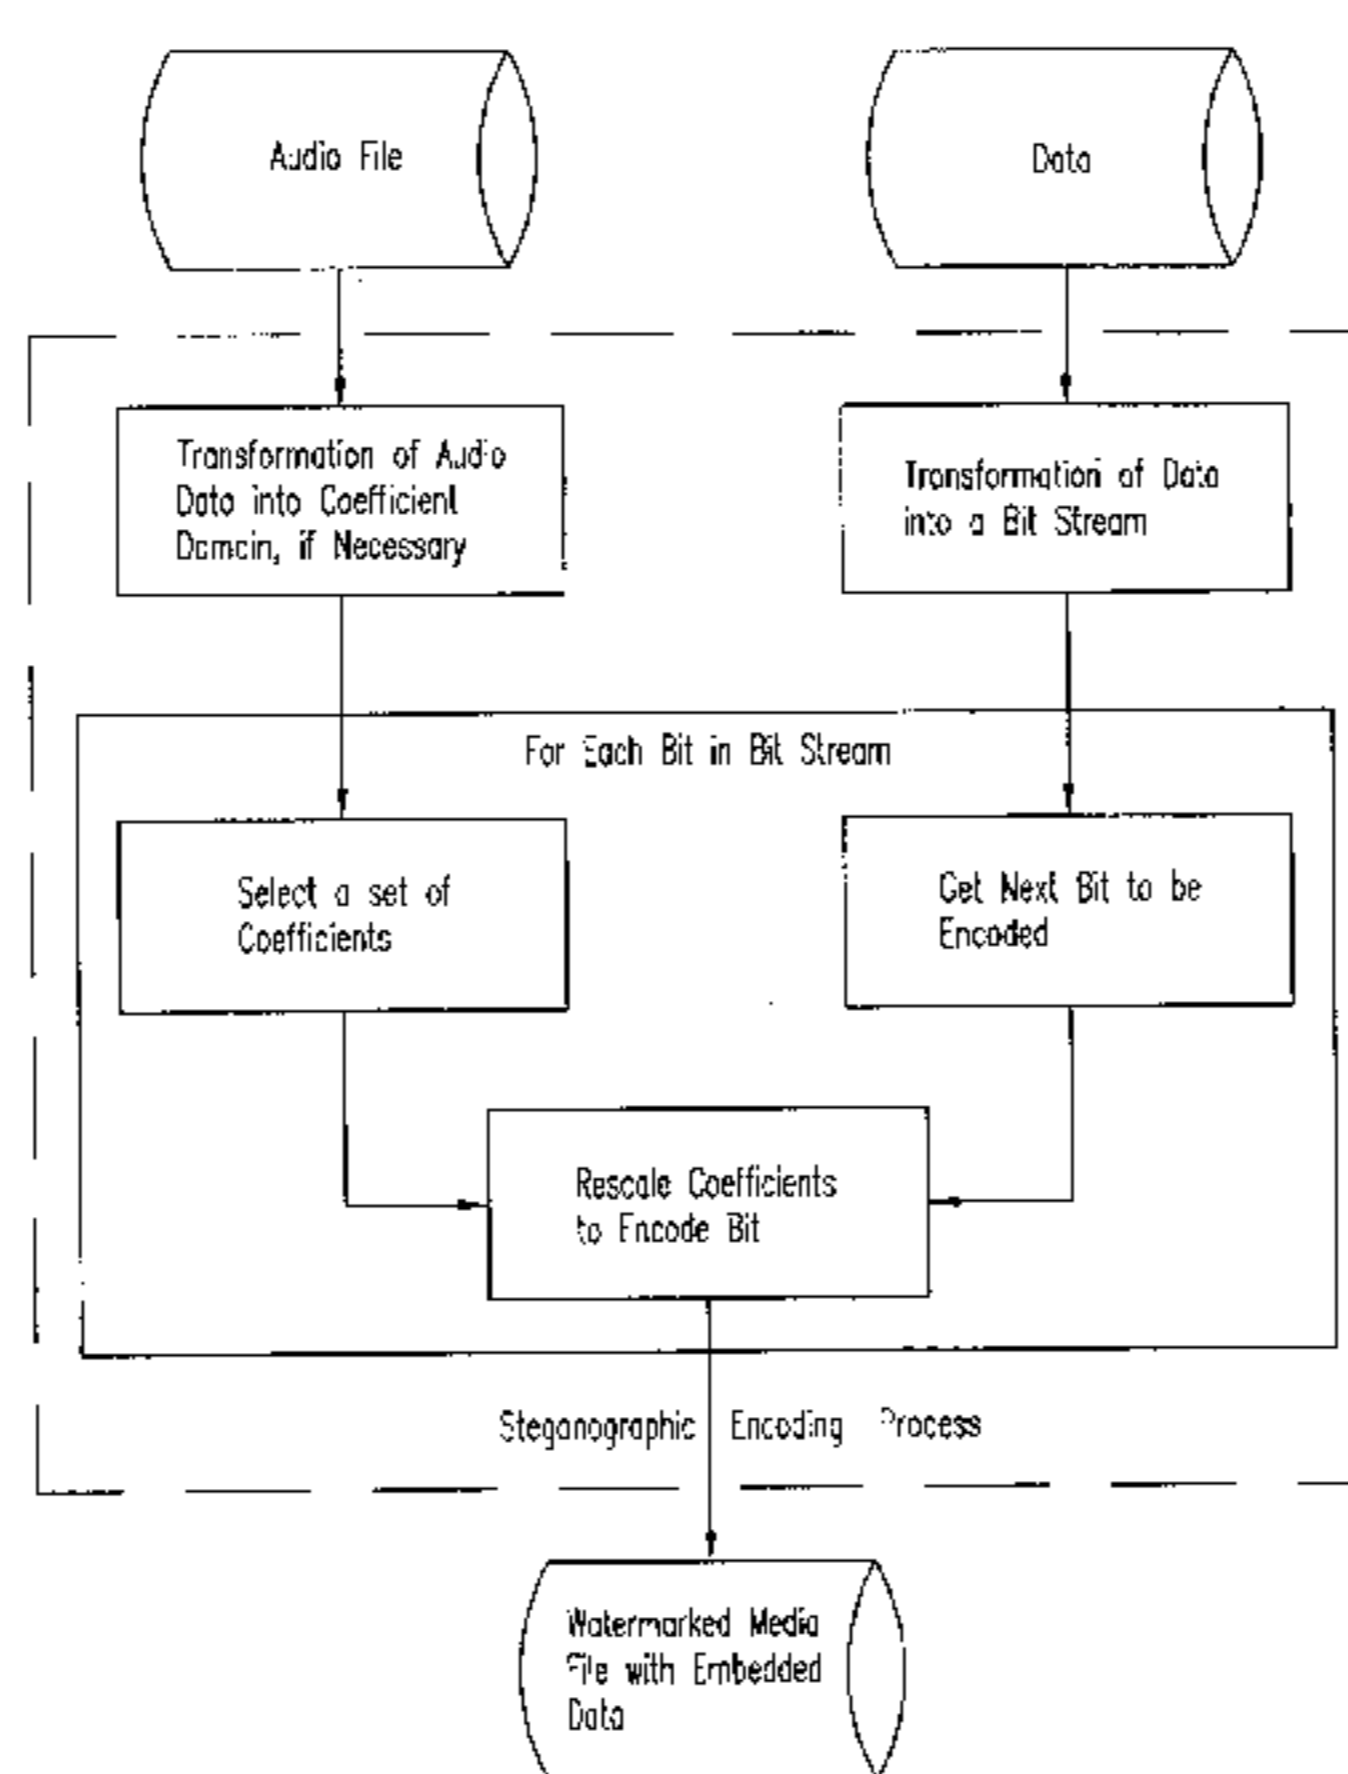 Audio File
Data
Transformation of Audio
Data into Coefficient
Domain, if Necessary
Transformation of Data
into a Bit Stream
For Each Bit in Bit Stream
Select a set of
Coefficients
Get Next Bit to be
Encoded
Rescale Coefficients
to Encode Bit
Steganographic Encoding Process
Watermarked Media
File with Embedded
Data